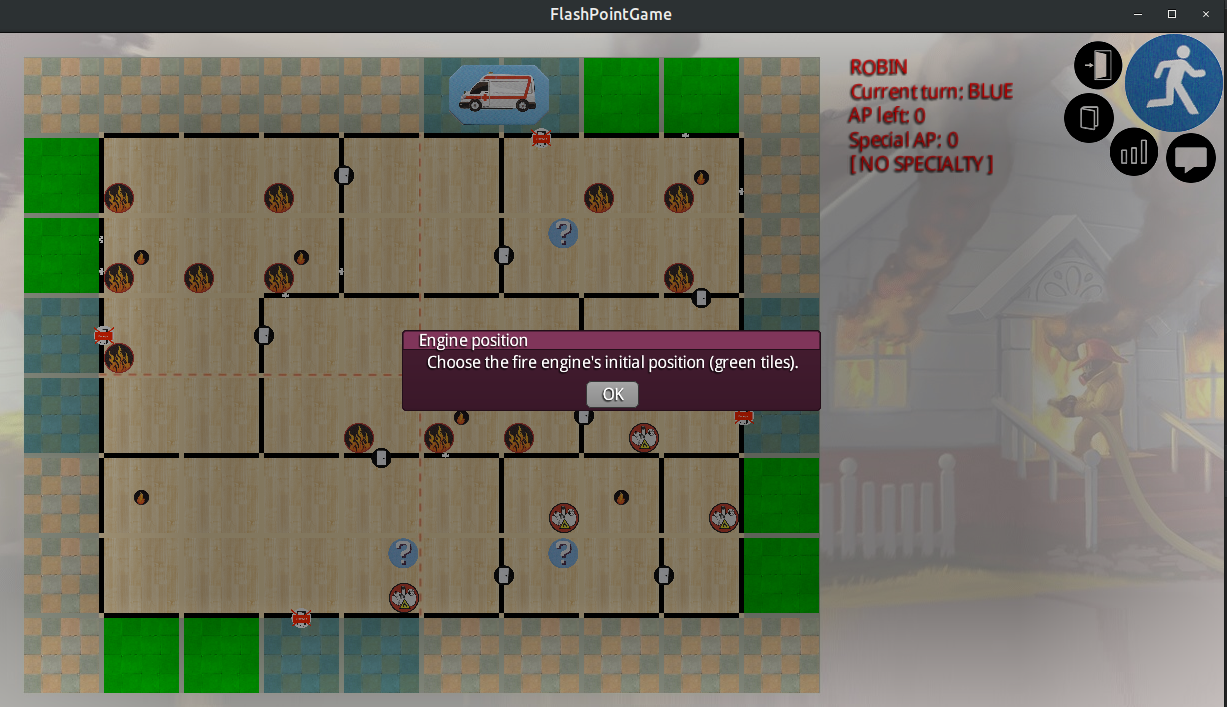 FlashPointGame
ROBIN
Current turn: BLUE
AP left: 0
Special AP: 0
[ NO SPECIALTY ]
?
Engine position
Choose the fire engine's initial position (green tiles).
OK
?
?